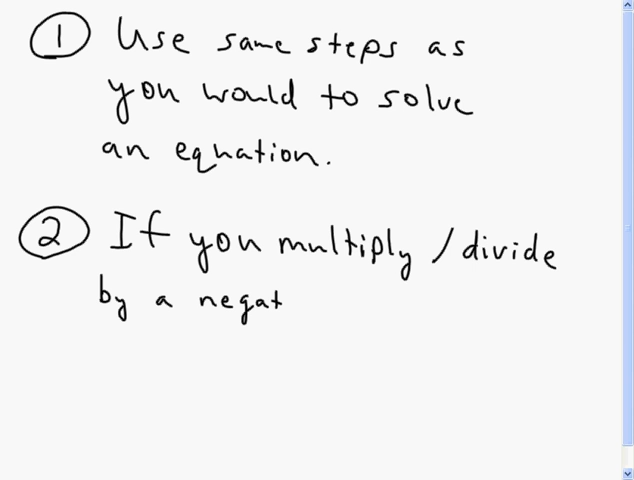 ① Use same steps as
you would to solve
an equation.
② If you multiply / divide
by a negat